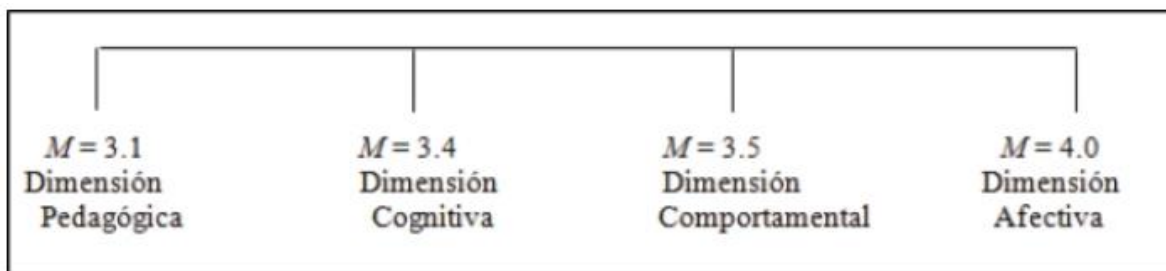 M = 3.1
Dimensión
Pedagógica
M = 3.4
Dimensión
Cognitiva
M = 3.5
Dimensión
Comportamental
M = 4.0
Dimensión
Afectiva